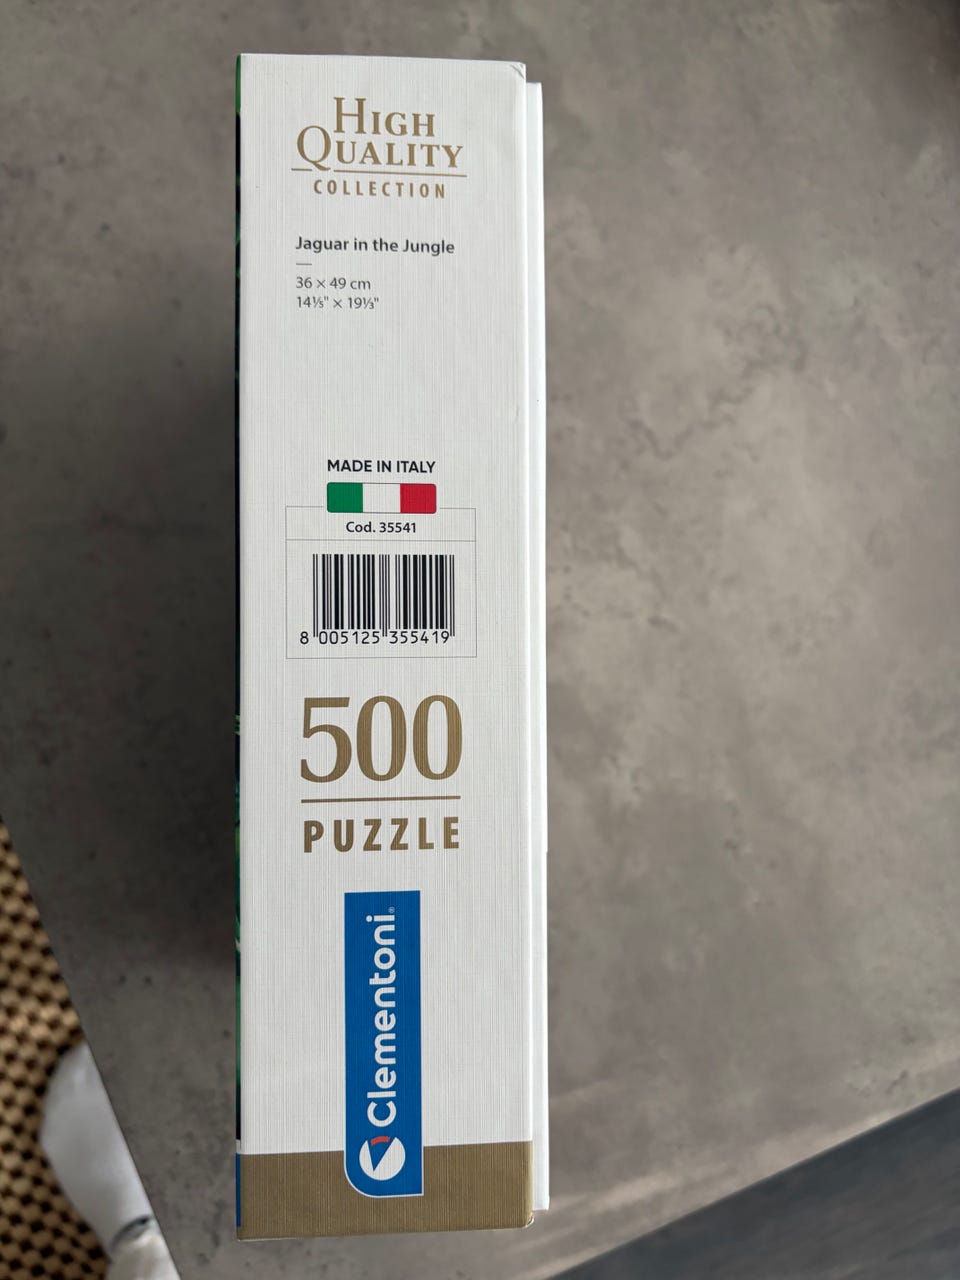 HIGH
QUALITY
COLLECTION
Jaguar in the Jungle
36 × 49 cm
14⅕" × 19⅓"
MADE IN ITALY
Cod. 35541
8 005125 355419
500
PUZZLE
Clementoni®